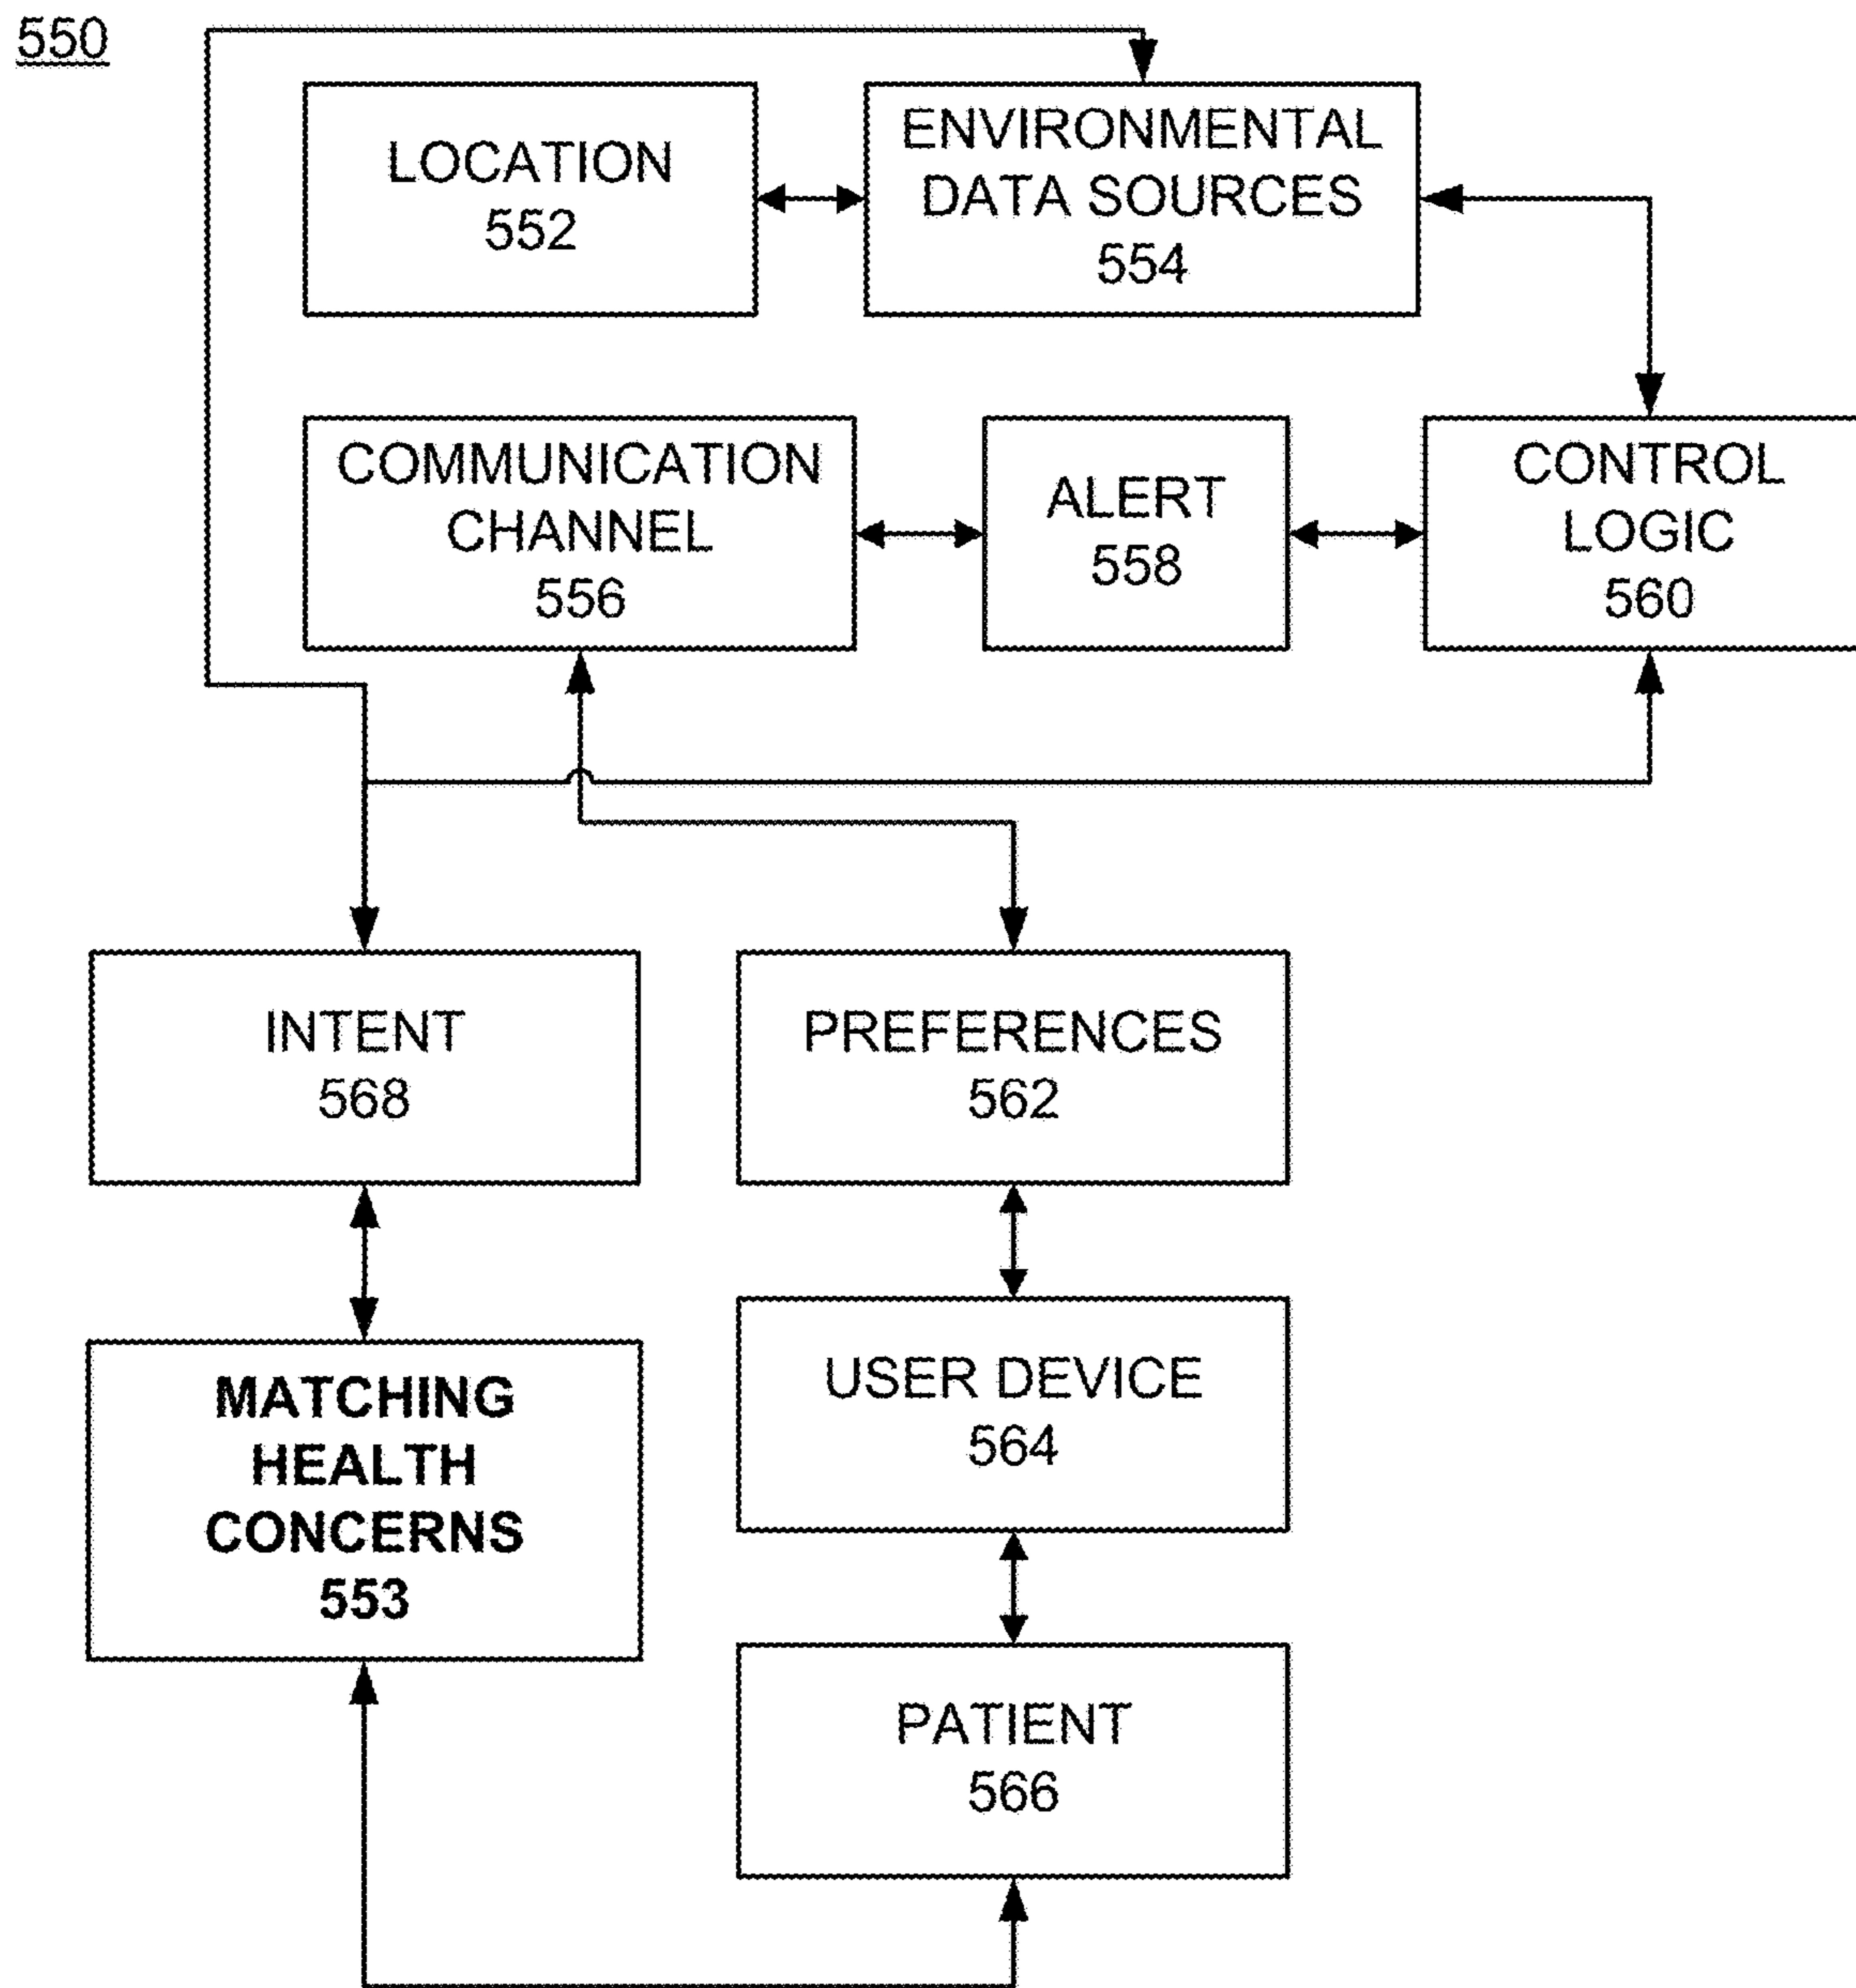 550
LOCATION
552
ENVIRONMENTAL
DATA SOURCES
554
COMMUNICATION
CHANNEL
556
ALERT
558
CONTROL
LOGIC
560
INTENT
568
PREFERENCES
562
MATCHING
HEALTH
CONCERNS
553
USER DEVICE
564
PATIENT
566